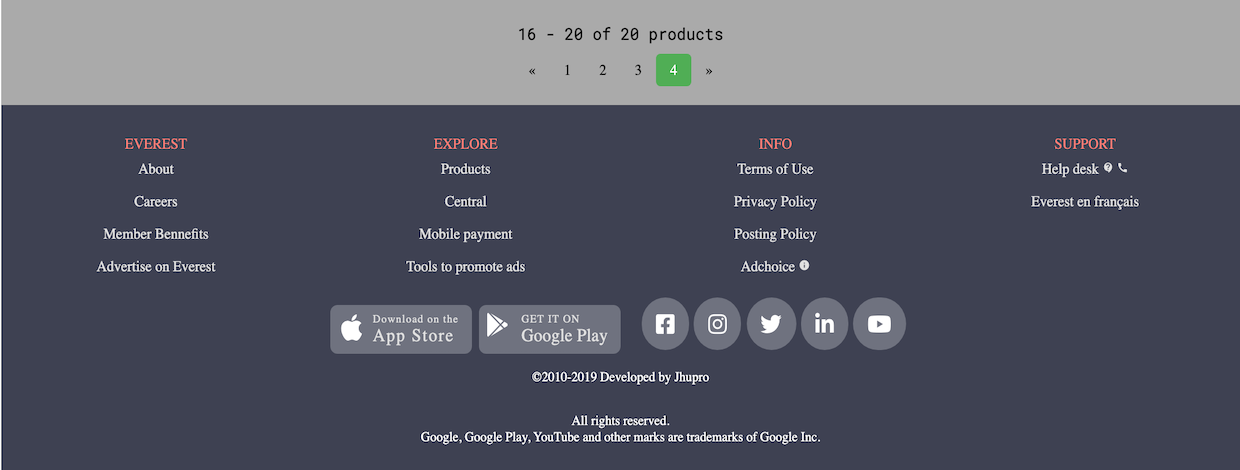 16 - 20 of 20 products
« 1 2 3 4 »
EVEREST EXPLORE INFO SUPPORT
About Products Terms of Use Help desk
Careers Central Privacy Policy Everest en français
Member Bennefits Mobile payment Posting Policy
Advertise on Everest Tools to promote ads Adchoice
Download on the GET IT ON
App Store Google Play
©2010-2019 Developed by Jhupro
All rights reserved.
Google, Google Play, YouTube and other marks are trademarks of Google Inc.